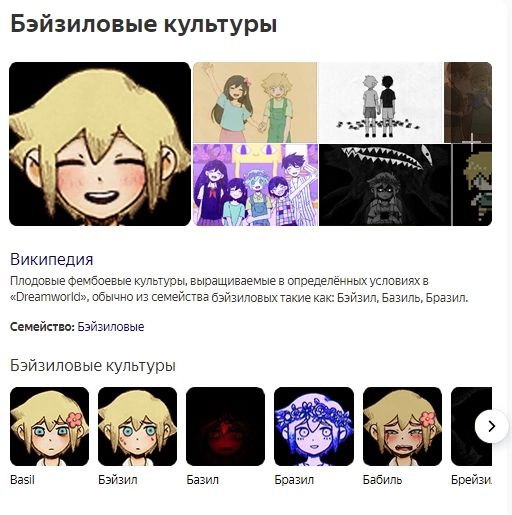 Бэйзиловые культуры
Википедия
Плодовые фембоевые культуры, выращиваемые в определённых условиях в
«Dreamworld», обычно из семейства бэйзиловых такие как: Бэйзил, Базиль, Бразил.
Семейство: Бэйзиловые
Бэйзиловые культуры
Basil Бэйзил Базил Бразил Бабиль Брейзи